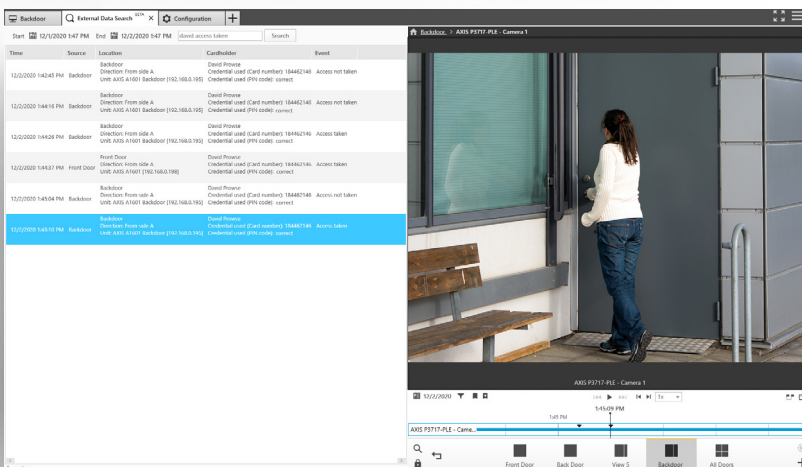 Backdoor
External Data Search BETA
Configuration
Start 12/1/2020 1:47 PM End 12/2/2020 1:47 PM david access taken Search
Time Source Location Cardholder Event
Backdoor David Prowse
12/2/2020 1:42:45 PM Backdoor Direction: From side A Credential used (Card number): 184462146 Access not taken
Unit: AXIS A1601 Backdoor [192.168.0.195] Credential used (PIN code): correct
Backdoor David Prowse
12/2/2020 1:44:16 PM Backdoor Direction: From side A Credential used (Card number): 184462146 Access not taken
Unit: AXIS A1601 Backdoor [192.168.0.195] Credential used (PIN code): correct
Backdoor David Prowse
12/2/2020 1:44:26 PM Backdoor Direction: From side A Credential used (Card number): 184462146 Access taken
Unit: AXIS A1601 Backdoor [192.168.0.195] Credential used (PIN code): correct
Front Door David Prowse
12/2/2020 1:44:37 PM Front Door Direction: From side A Credential used (Card number): 184462146 Access taken
Unit: AXIS A1601 [192.168.0.198] Credential used (PIN code): correct
Backdoor David Prowse
12/2/2020 1:45:04 PM Backdoor Direction: From side A Credential used (Card number): 184462146 Access not taken
Unit: AXIS A1601 Backdoor [192.168.0.195] Credential used (PIN code): correct
Backdoor David Prowse
12/2/2020 1:45:10 PM Backdoor Direction: From side A Credential used (Card number): 184462146 Access taken
Unit: AXIS A1601 Backdoor [192.168.0.195] Credential used (PIN code): correct
Backdoor > AXIS P3717-PLE - Camera 1
AXIS P3717-PLE - Camera 1
12/2/2020 1x
1:45:09 PM
1:45 PM
AXIS P3717-PLE - Came...
Front Door Back Door View 5 Backdoor All Doors